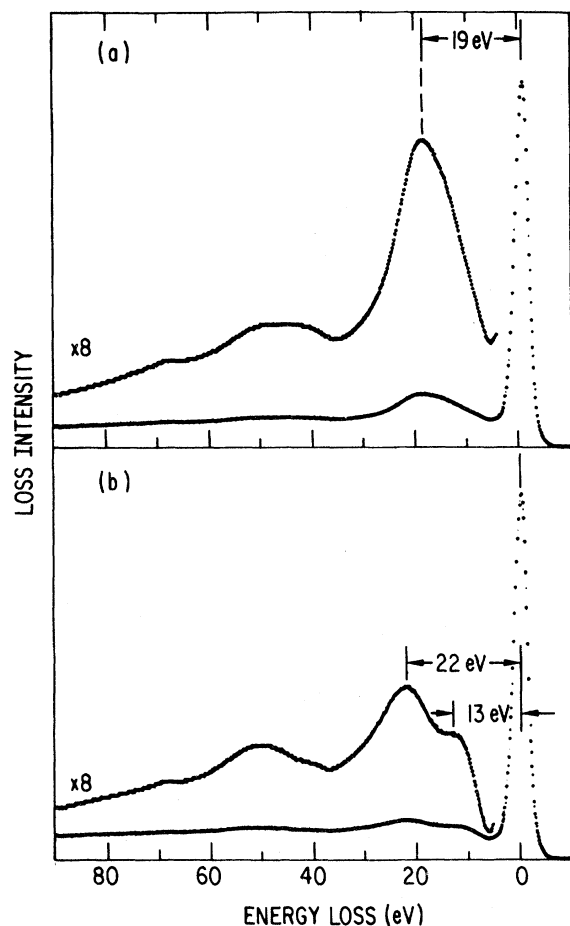 (a)
19 eV
x8
LOSS INTENSITY
(b)
22 eV
13 eV
x8
80 60 40 20 0
ENERGY LOSS (eV)